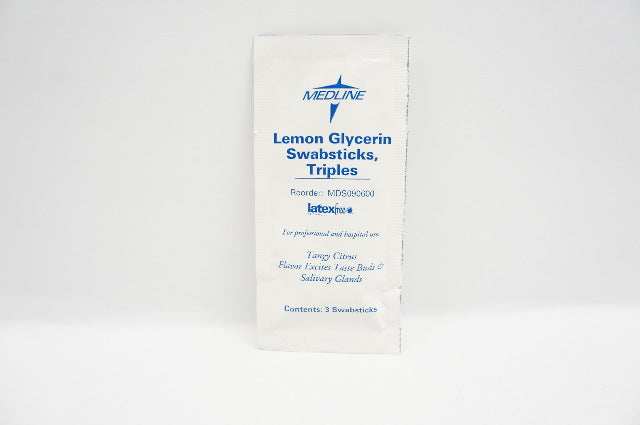 MEDLINE
Lemon Glycerin
Swabsticks,
Triples
Reorder: MDS090600
latexfree
For professional and hospital use.
Tangy Citrus
Flavor Excites Taste Buds &
Salivary Glands
Contents: 3 Swabsticks